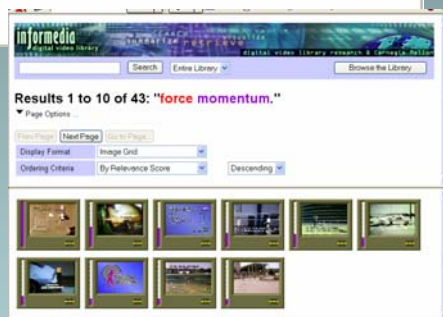 informedia
digital video library
summarize retrieve
digital video library research @ Carnegie Mellon
Search Entire Library Browse the Library
Results 1 to 10 of 43: "force momentum."
Page Options ...
Prev Page Next Page Go to Page...
Display Format Image Grid
Ordering Criteria By Relevance Score Descending